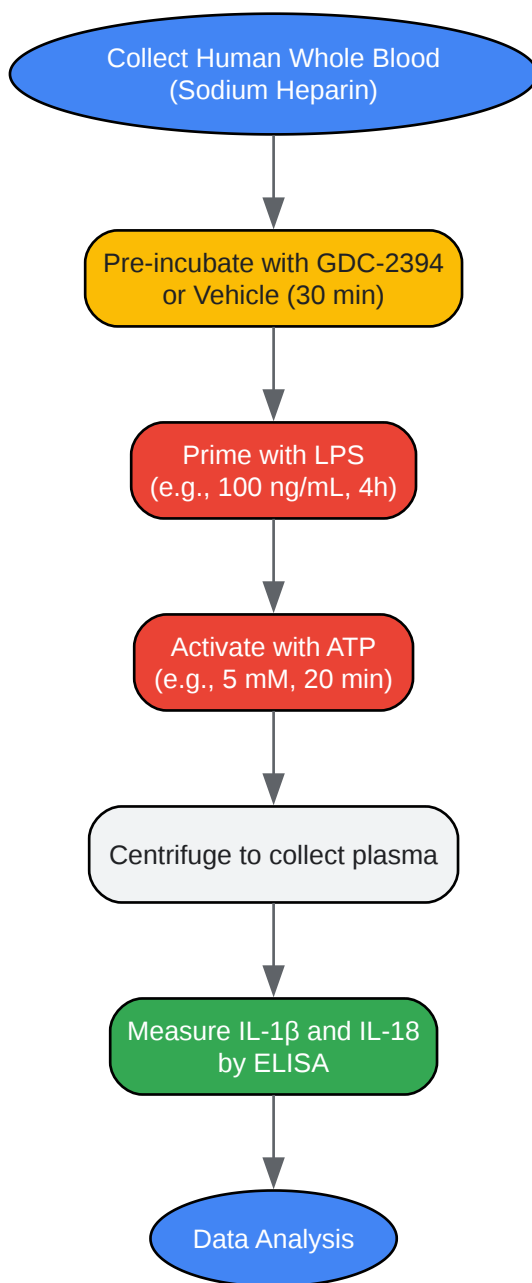 Collect Human Whole Blood
(Sodium Heparin)
Pre-incubate with GDC-2394
or Vehicle (30 min)
Prime with LPS
(e.g., 100 ng/mL, 4h)
Activate with ATP
(e.g., 5 mM, 20 min)
Centrifuge to collect plasma
Measure IL-1β and IL-18
by ELISA
Data Analysis